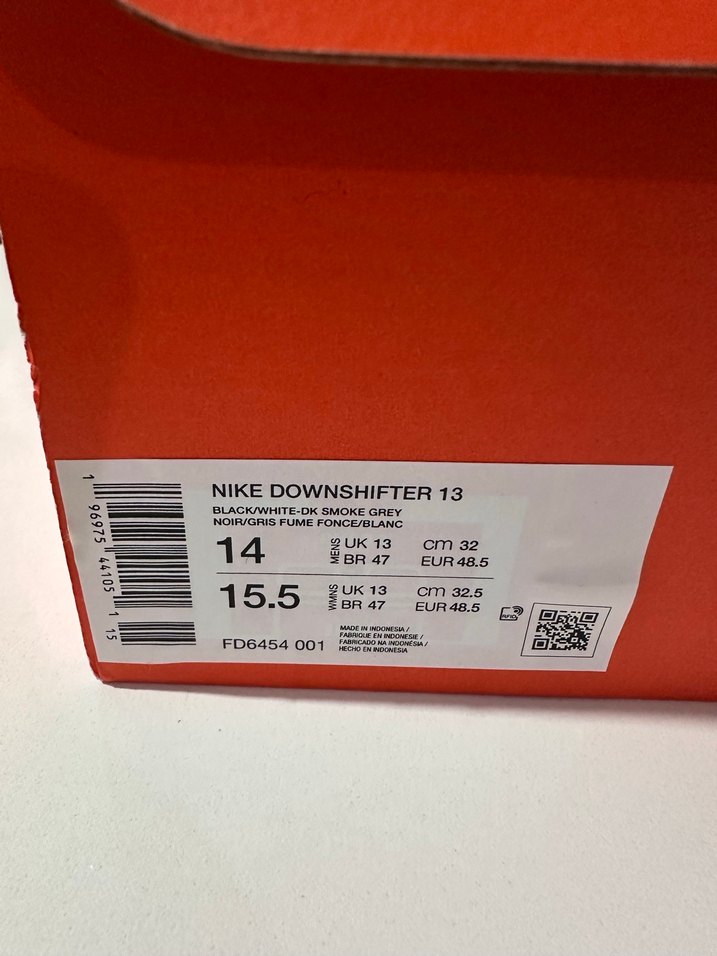 NIKE DOWNSHIFTER 13
BLACK/WHITE-DK SMOKE GREY
NOIR/GRIS FUME FONCE/BLANC
14 MENS UK 13 cm 32
BR 47 EUR 48.5
15.5 WMNS UK 13 cm 32.5
BR 47 EUR 48.5
FD6454 001
MADE IN INDONESIA /
FABRIQUE EN INDONESIE /
FABRICADO NA INDONÉSIA /
HECHO EN INDONESIA
RFID
1 96975 44105 1 15